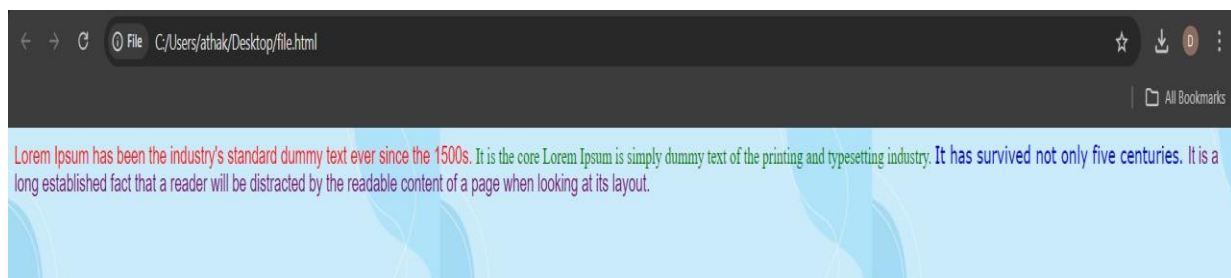 File C:/Users/athak/Desktop/file.html
D
All Bookmarks
Lorem Ipsum has been the industry's standard dummy text ever since the 1500s. It is the core Lorem Ipsum is simply dummy text of the printing and typesetting industry. It has survived not only five centuries. It is a
long established fact that a reader will be distracted by the readable content of a page when looking at its layout.